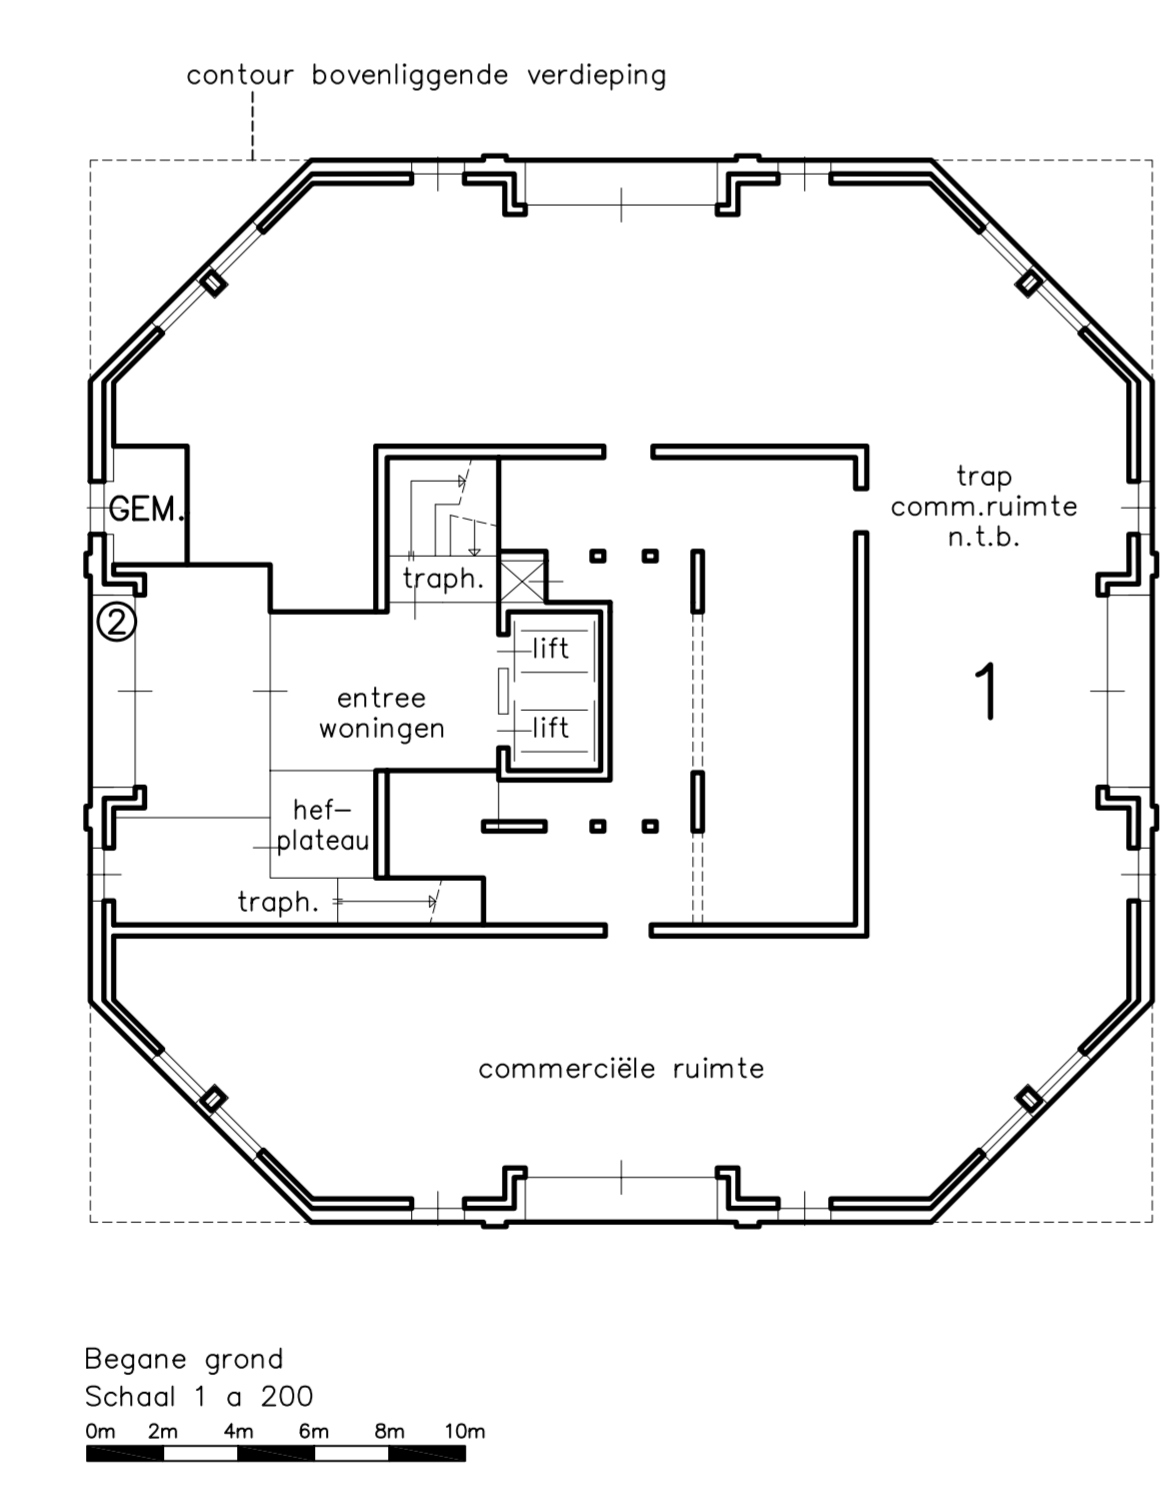 contour bovenliggende verdieping
GEM.
trap
comm.ruimte
n.t.b.
traph.
2
lift
1
entree
woningen
lift
hef-
plateau
traph.
commerciële ruimte
Begane grond
Schaal 1 a 200
0m 2m 4m 6m 8m 10m